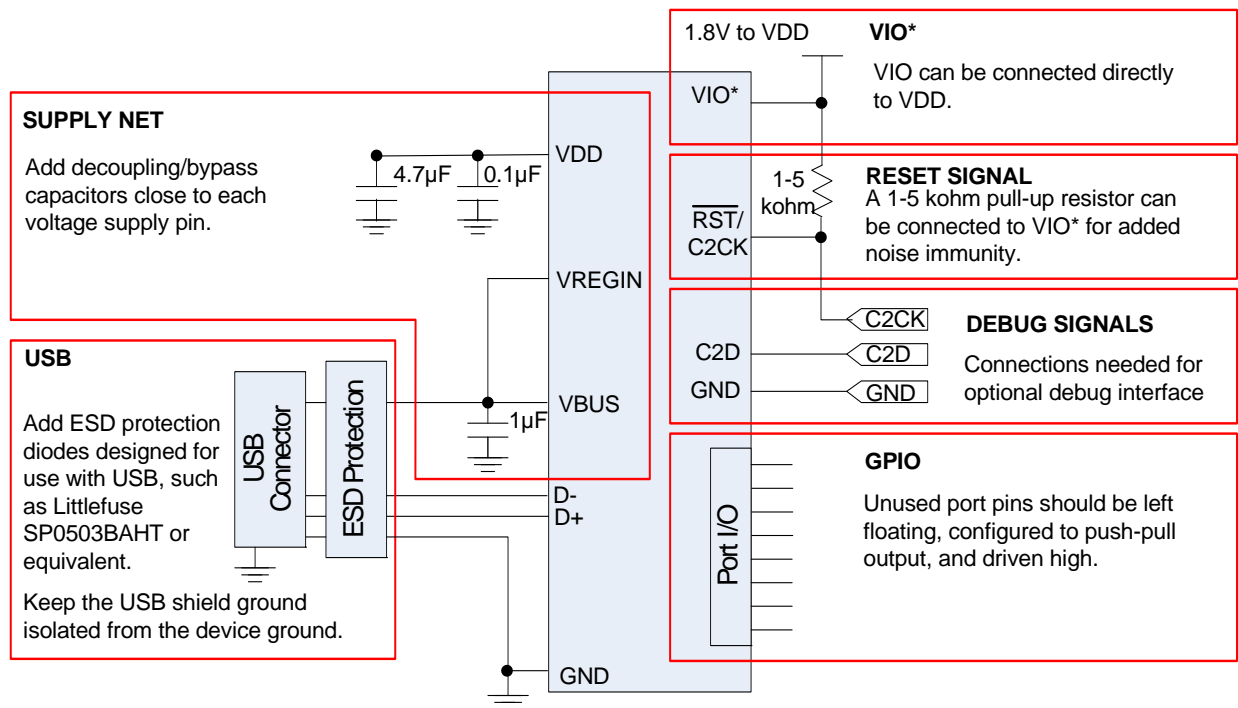 1.8V to VDD
VIO*
VIO can be connected directly
to VDD.
VIO*
SUPPLY NET
Add decoupling/bypass
capacitors close to each
voltage supply pin.
4.7µF
0.1µF
VDD
VREGIN
VBUS
1µF
1-5
kohm
RST/
C2CK
RESET SIGNAL
A 1-5 kohm pull-up resistor can
be connected to VIO* for added
noise immunity.
C2CK
C2D
C2D
GND
GND
DEBUG SIGNALS
Connections needed for
optional debug interface
USB
Add ESD protection
diodes designed for
use with USB, such
as Littlefuse
SP0503BAHT or
equivalent.
Keep the USB shield ground
isolated from the device ground.
USB
Connector
ESD Protection
D-
D+
GND
Port I/O
GPIO
Unused port pins should be left
floating, configured to push-pull
output, and driven high.